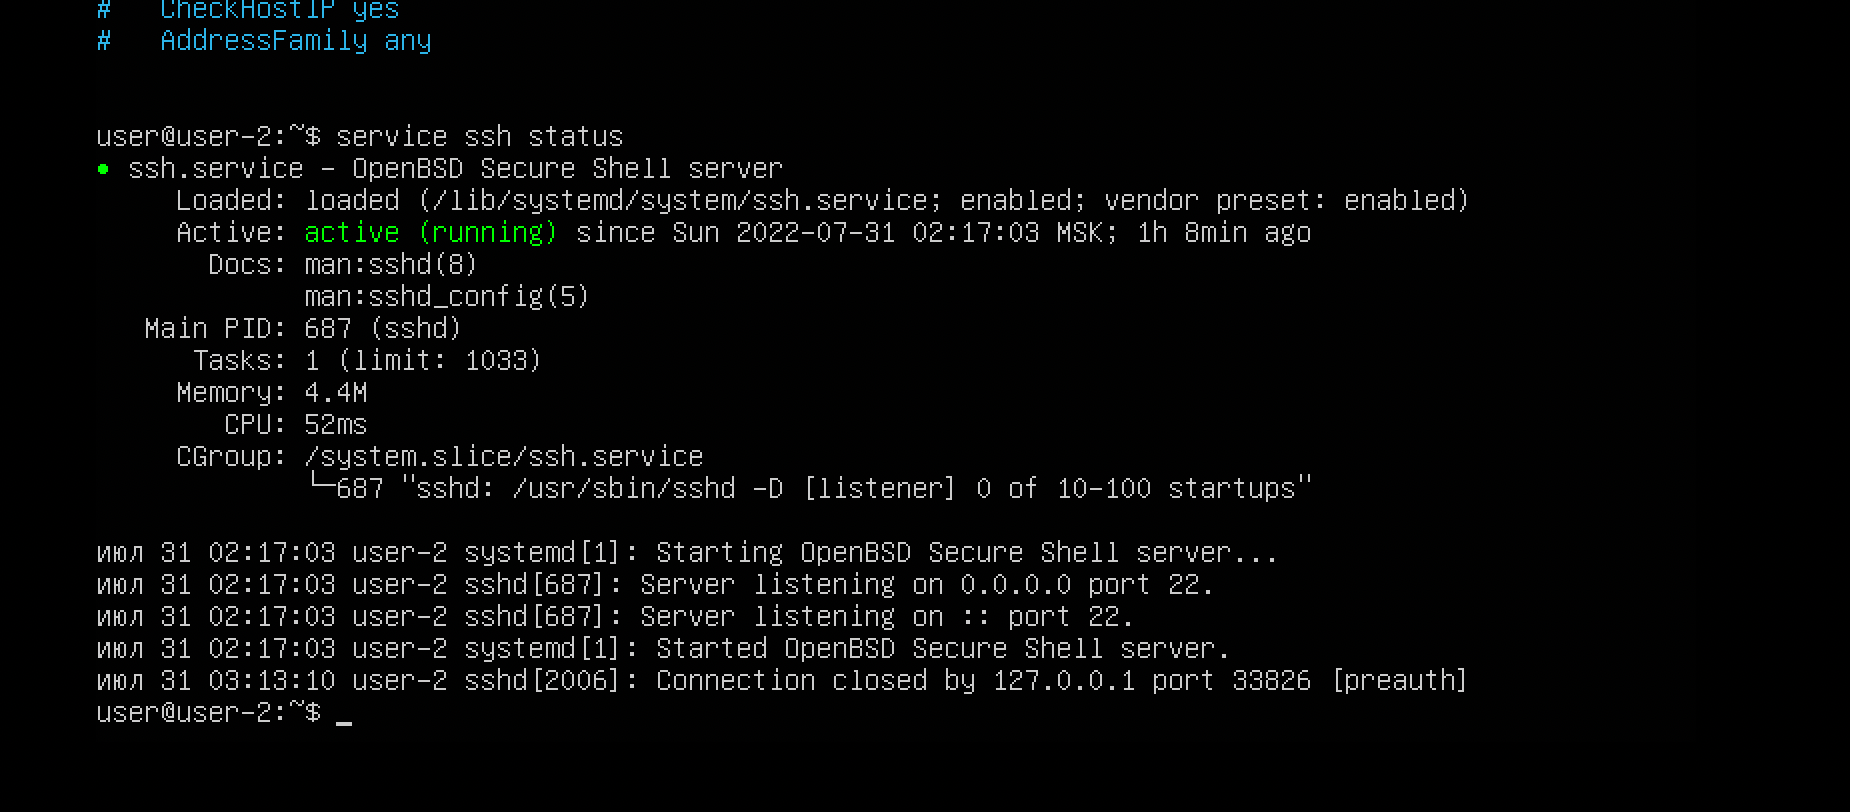 #   CheckHostIP yes
#   AddressFamily any
user@user-2:~$ service ssh status
● ssh.service - OpenBSD Secure Shell server
     Loaded: loaded (/lib/systemd/system/ssh.service; enabled; vendor preset: enabled)
     Active: active (running) since Sun 2022-07-31 02:17:03 MSK; 1h 8min ago
       Docs: man:sshd(8)
             man:sshd_config(5)
   Main PID: 687 (sshd)
      Tasks: 1 (limit: 1033)
     Memory: 4.4M
        CPU: 52ms
     CGroup: /system.slice/ssh.service
             └─687 "sshd: /usr/sbin/sshd -D [listener] 0 of 10-100 startups"
июл 31 02:17:03 user-2 systemd[1]: Starting OpenBSD Secure Shell server...
июл 31 02:17:03 user-2 sshd[687]: Server listening on 0.0.0.0 port 22.
июл 31 02:17:03 user-2 sshd[687]: Server listening on :: port 22.
июл 31 02:17:03 user-2 systemd[1]: Started OpenBSD Secure Shell server.
июл 31 03:13:10 user-2 sshd[2006]: Connection closed by 127.0.0.1 port 33826 [preauth]
user@user-2:~$ _